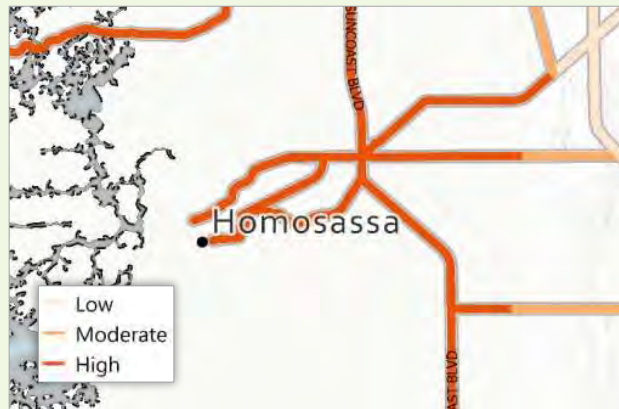 SUNCOAST BLVD
Homosassa
Low
Moderate
High
AST BLVD